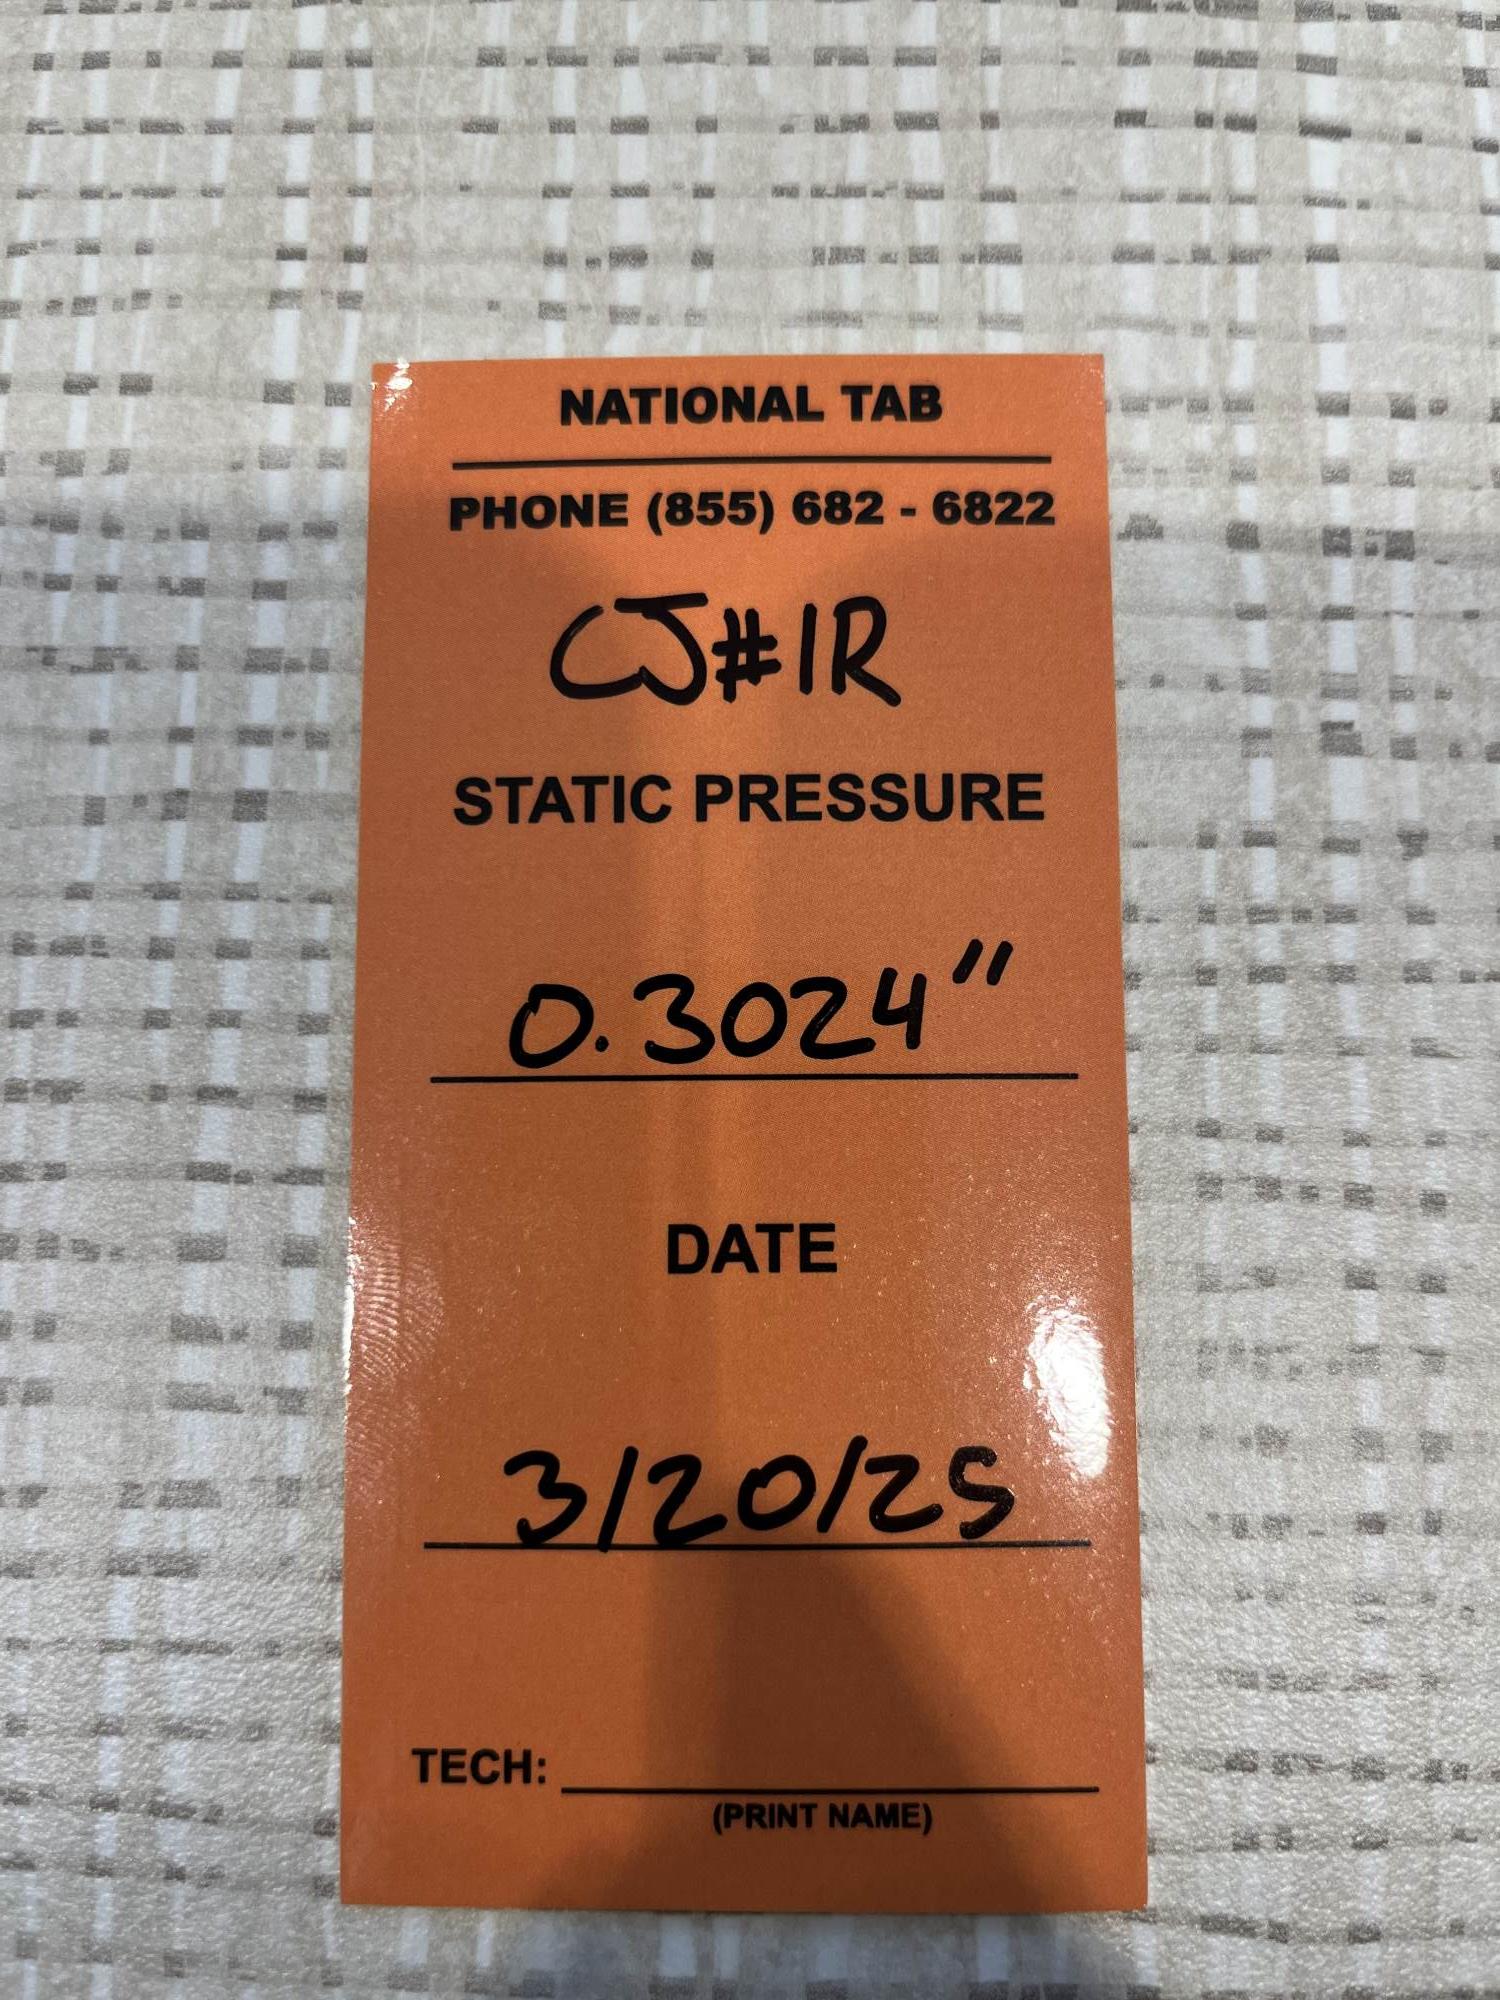 NATIONAL TAB
PHONE (855) 682 - 6822
CJ#1R
STATIC PRESSURE
0.3024"
DATE
3/20/25
TECH:
(PRINT NAME)